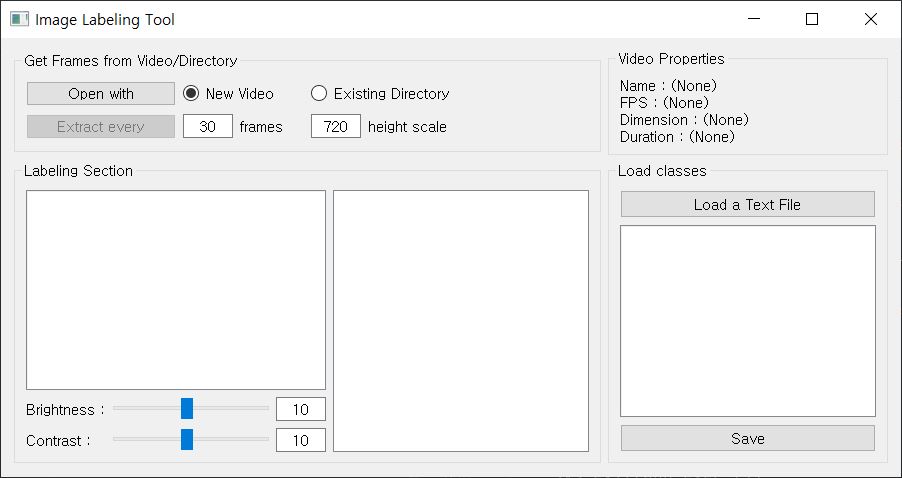 Image Labeling Tool
Get Frames from Video/Directory
Open with New Video Existing Directory
Extract every 30 frames 720 height scale
Video Properties
Name : (None)
FPS : (None)
Dimension : (None)
Duration : (None)
Labeling Section
Brightness : 10
Contrast : 10
Load classes
Load a Text File
Save